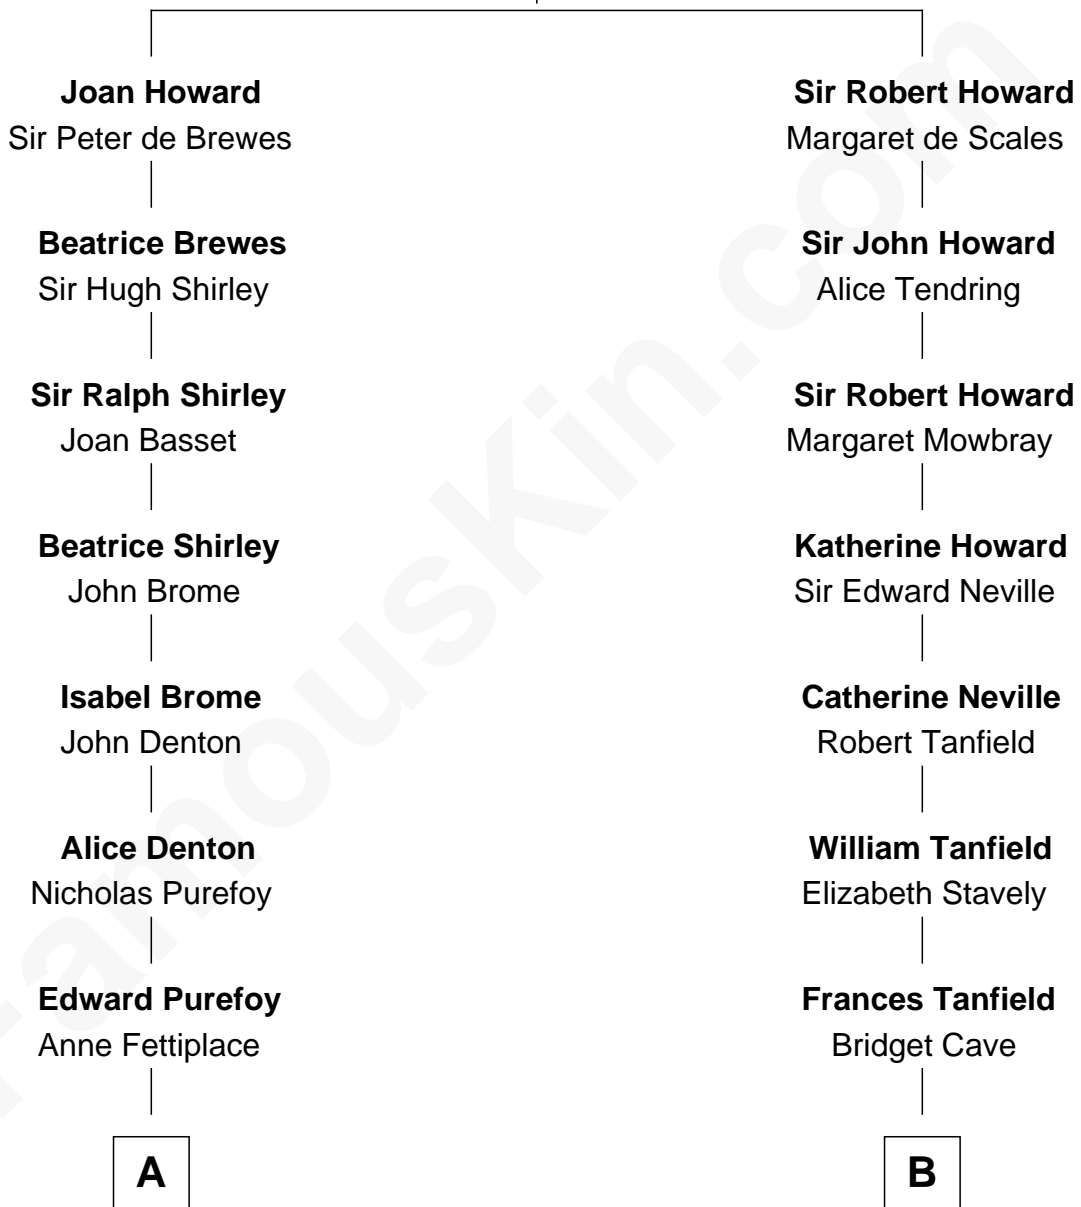 Joan Howard
Sir Peter de Brewes
Beatrice Brewes
Sir Hugh Shirley
Sir Ralph Shirley
Joan Basset
Beatrice Shirley
John Brome
Isabel Brome
John Denton
Alice Denton
Nicholas Purefoy
Edward Purefoy
Anne Fettiplace
A
Sir Robert Howard
Margaret de Scales
Sir John Howard
Alice Tendring
Sir Robert Howard
Margaret Mowbray
Katherine Howard
Sir Edward Neville
Catherine Neville
Robert Tanfield
William Tanfield
Elizabeth Stavely
Frances Tanfield
Bridget Cave
B
FamousKin.com